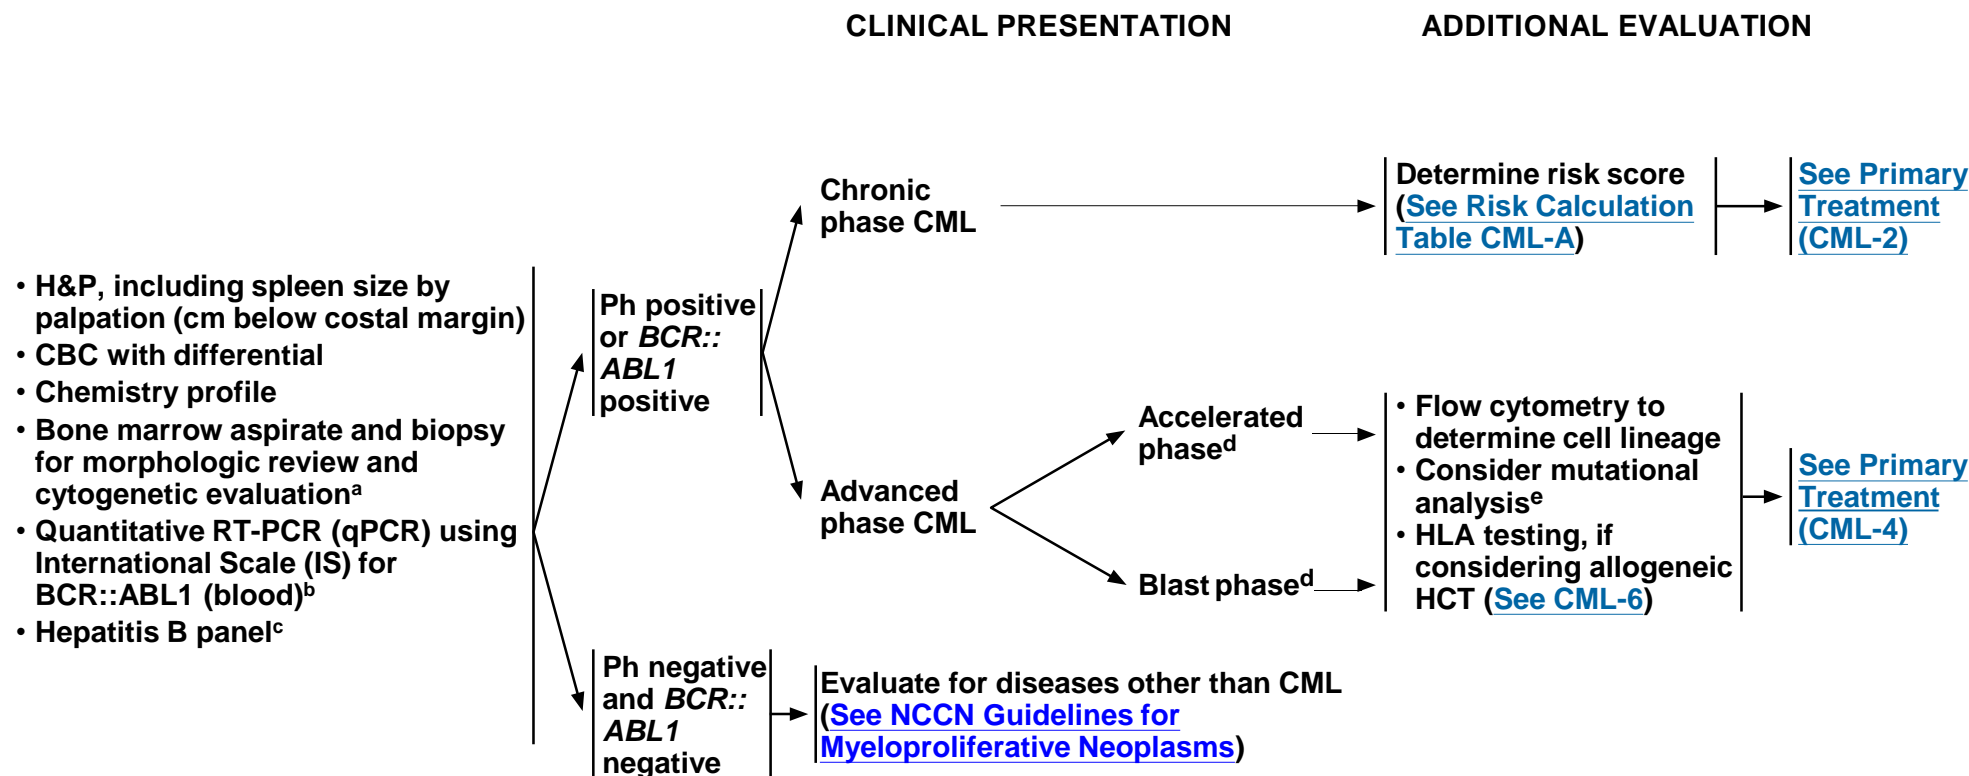 CLINICAL PRESENTATION
ADDITIONAL EVALUATION
• H&P, including spleen size by
palpation (cm below costal margin)
• CBC with differential
• Chemistry profile
• Bone marrow aspirate and biopsy
for morphologic review and
cytogenetic evaluationa
• Quantitative RT-PCR (qPCR) using
International Scale (IS) for
BCR::ABL1 (blood)b
• Hepatitis B panelc
Ph positive
or BCR::
ABL1
positive
Chronic
phase CML
Determine risk score
(See Risk Calculation
Table CML-A)
See Primary
Treatment
(CML-2)
Advanced
phase CML
Accelerated
phased
Blast phased
• Flow cytometry to
determine cell lineage
• Consider mutational
analysise
• HLA testing, if
considering allogeneic
HCT (See CML-6)
See Primary
Treatment
(CML-4)
Ph negative
and BCR::
ABL1
negative
Evaluate for diseases other than CML
(See NCCN Guidelines for
Myeloproliferative Neoplasms)